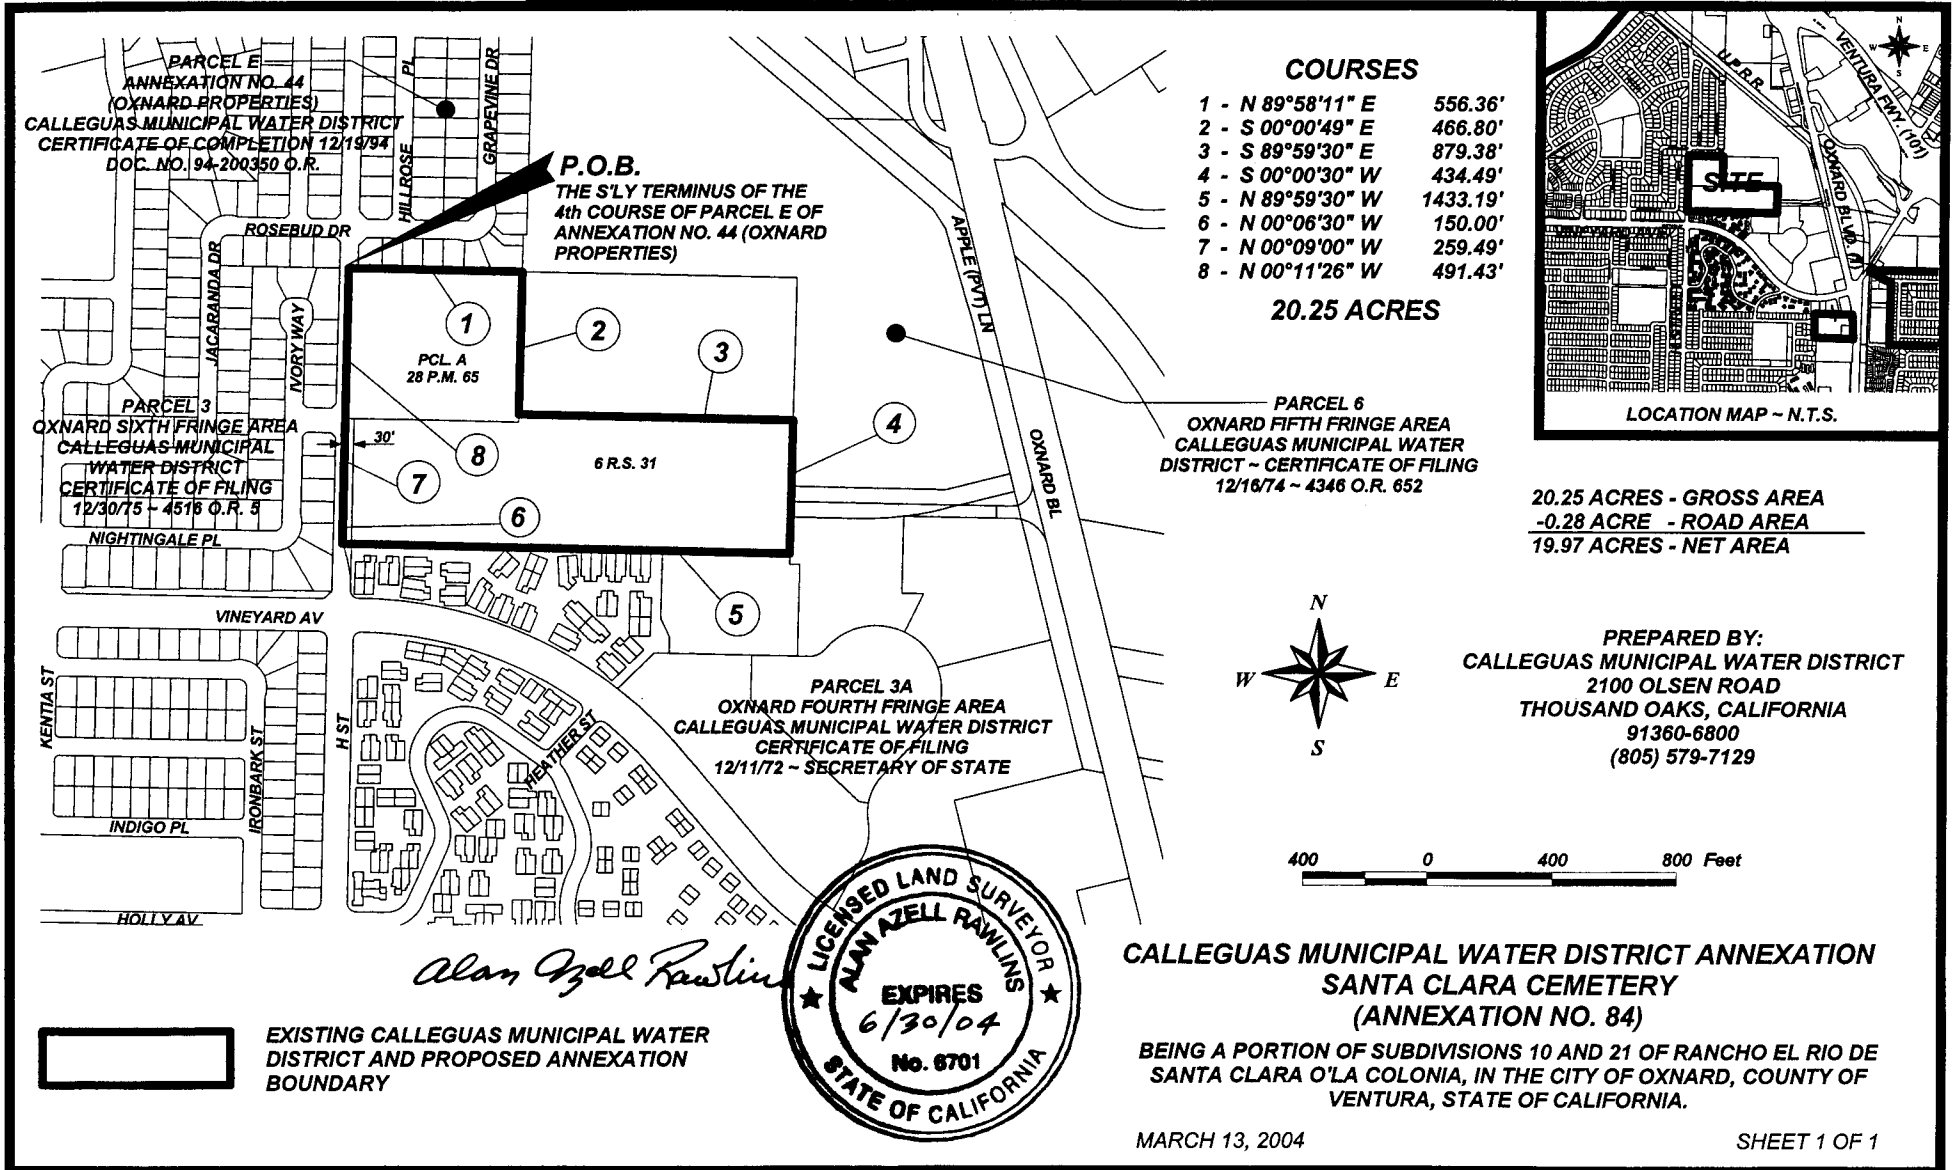 PARCEL E
ANNEXATION NO. 44
(OXNARD PROPERTIES)
CALLEGUAS MUNICIPAL WATER DISTRICT
CERTIFICATE OF COMPLETION 12/19/94
DOC. NO. 94-200350 O.R.
HILLROSE PL
GRAPEVINE DR
P.O.B.
THE S'LY TERMINUS OF THE
4th COURSE OF PARCEL E OF
ANNEXATION NO. 44 (OXNARD
PROPERTIES)
ROSEBUD DR
JACARANDA DR
IVORY WAY
APPLE (PVT) LN
OXNARD BL
1
2
3
4
5
6
7
8
PCL. A
28 P.M. 65
30'
6 R.S. 31
PARCEL 3
OXNARD SIXTH FRINGE AREA
CALLEGUAS MUNICIPAL
WATER DISTRICT
CERTIFICATE OF FILING
12/30/75 ~ 4516 O.R. 5
NIGHTINGALE PL
VINEYARD AV
KENTIA ST
IRONBARK ST
H ST
HEATHER ST
INDIGO PL
HOLLY AV
PARCEL 3A
OXNARD FOURTH FRINGE AREA
CALLEGUAS MUNICIPAL WATER DISTRICT
CERTIFICATE OF FILING
12/11/72 ~ SECRETARY OF STATE
COURSES
1 - N 89°58'11" E 556.36'
2 - S 00°00'49" E 466.80'
3 - S 89°59'30" E 879.38'
4 - S 00°00'30" W 434.49'
5 - N 89°59'30" W 1433.19'
6 - N 00°06'30" W 150.00'
7 - N 00°09'00" W 259.49'
8 - N 00°11'26" W 491.43'
20.25 ACRES
PARCEL 6
OXNARD FIFTH FRINGE AREA
CALLEGUAS MUNICIPAL WATER
DISTRICT ~ CERTIFICATE OF FILING
12/16/74 ~ 4346 O.R. 652
U.P.R.R.
VENTURA FWY. (101)
N
W E
S
OXNARD BLVD. (1)
SITE
LOCATION MAP ~ N.T.S.
20.25 ACRES - GROSS AREA
-0.28 ACRE - ROAD AREA
19.97 ACRES - NET AREA
N
W E
S
PREPARED BY:
CALLEGUAS MUNICIPAL WATER DISTRICT
2100 OLSEN ROAD
THOUSAND OAKS, CALIFORNIA
91360-6800
(805) 579-7129
400 0 400 800 Feet
Alan Azell Rawlins
LICENSED LAND SURVEYOR
ALAN AZELL RAWLINS
EXPIRES
6/30/04
No. 6701
STATE OF CALIFORNIA
EXISTING CALLEGUAS MUNICIPAL WATER
DISTRICT AND PROPOSED ANNEXATION
BOUNDARY
CALLEGUAS MUNICIPAL WATER DISTRICT ANNEXATION
SANTA CLARA CEMETERY
(ANNEXATION NO. 84)
BEING A PORTION OF SUBDIVISIONS 10 AND 21 OF RANCHO EL RIO DE
SANTA CLARA O'LA COLONIA, IN THE CITY OF OXNARD, COUNTY OF
VENTURA, STATE OF CALIFORNIA.
MARCH 13, 2004
SHEET 1 OF 1